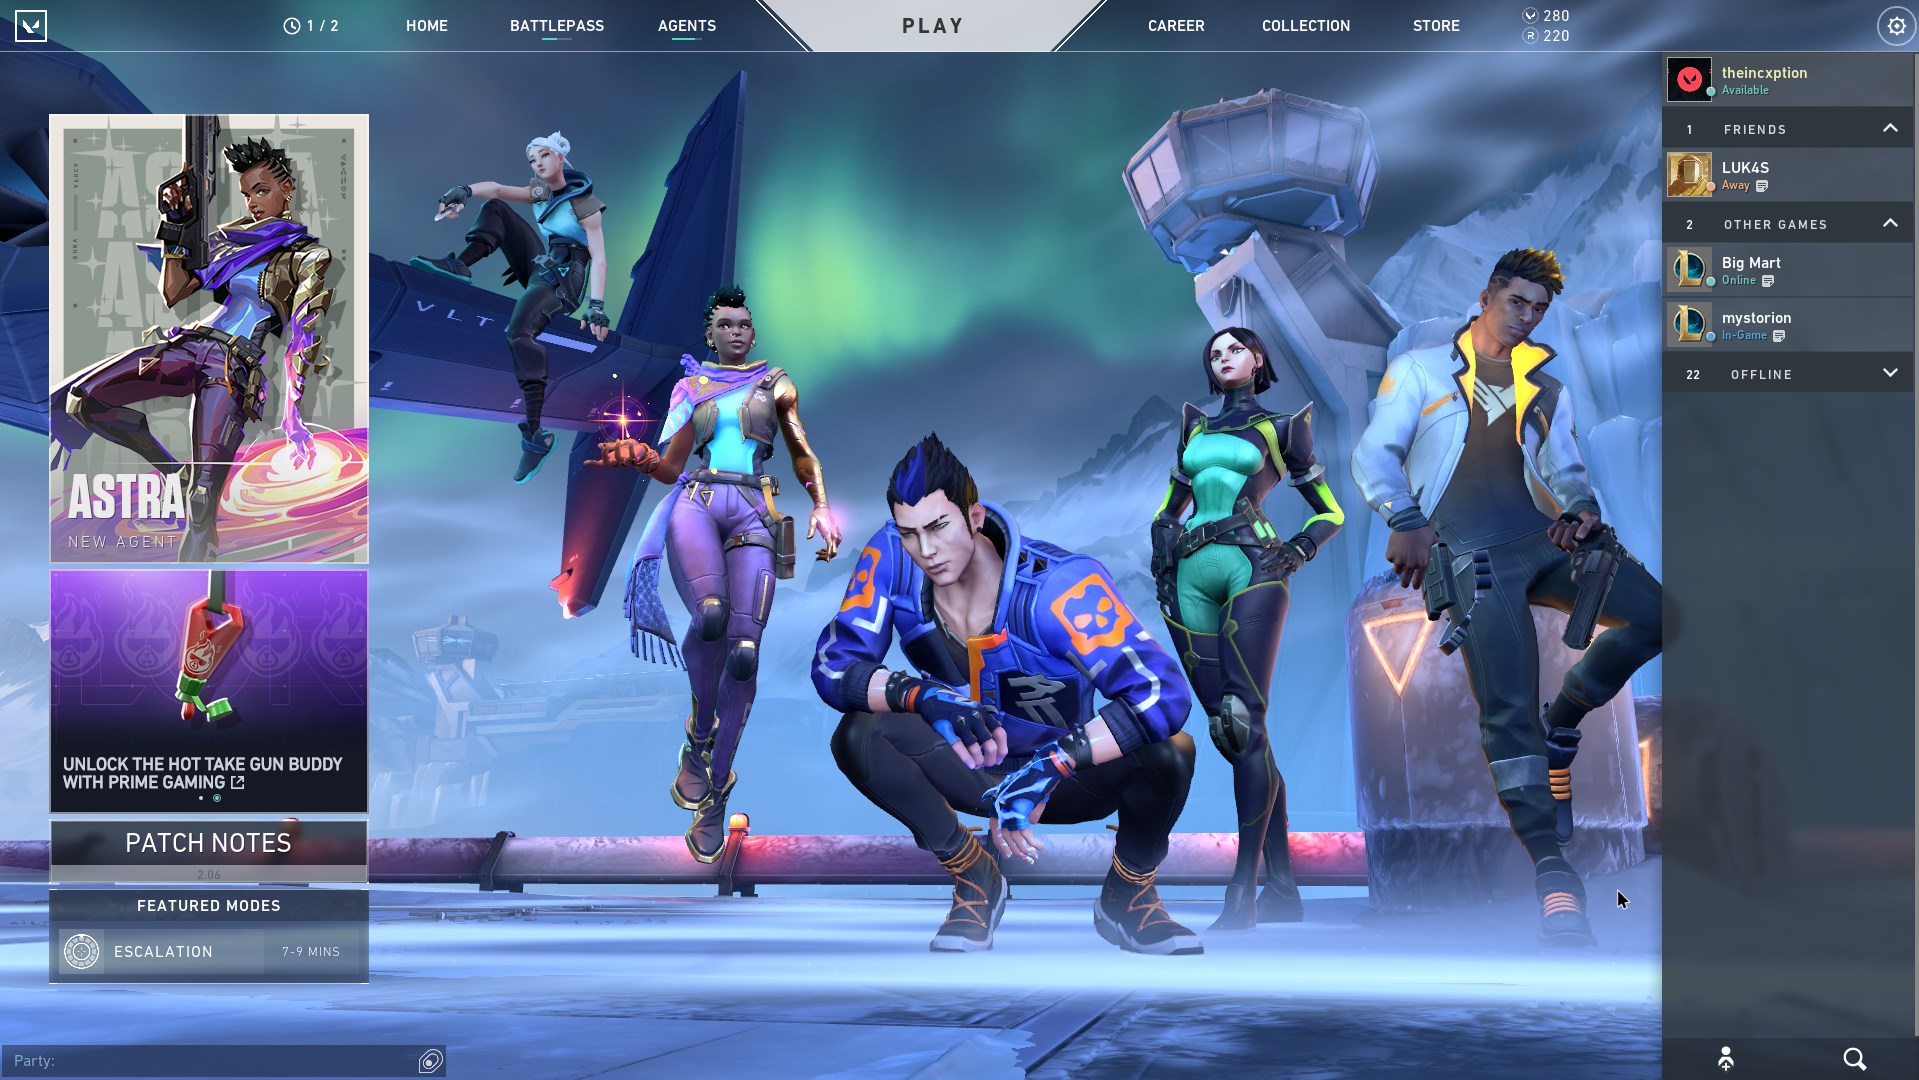 1 / 2
HOME
BATTLEPASS
AGENTS
PLAY
CAREER
COLLECTION
STORE
280
R 220
theincxption
Available
1 FRIENDS
LUK4S
Away
2 OTHER GAMES
Big Mart
Online
mystorion
In-Game
22 OFFLINE
VLT
ASTRA
NEW AGENT
UNLOCK THE HOT TAKE GUN BUDDY
WITH PRIME GAMING
PATCH NOTES
2.06
FEATURED MODES
ESCALATION 7-9 MINS
Party: